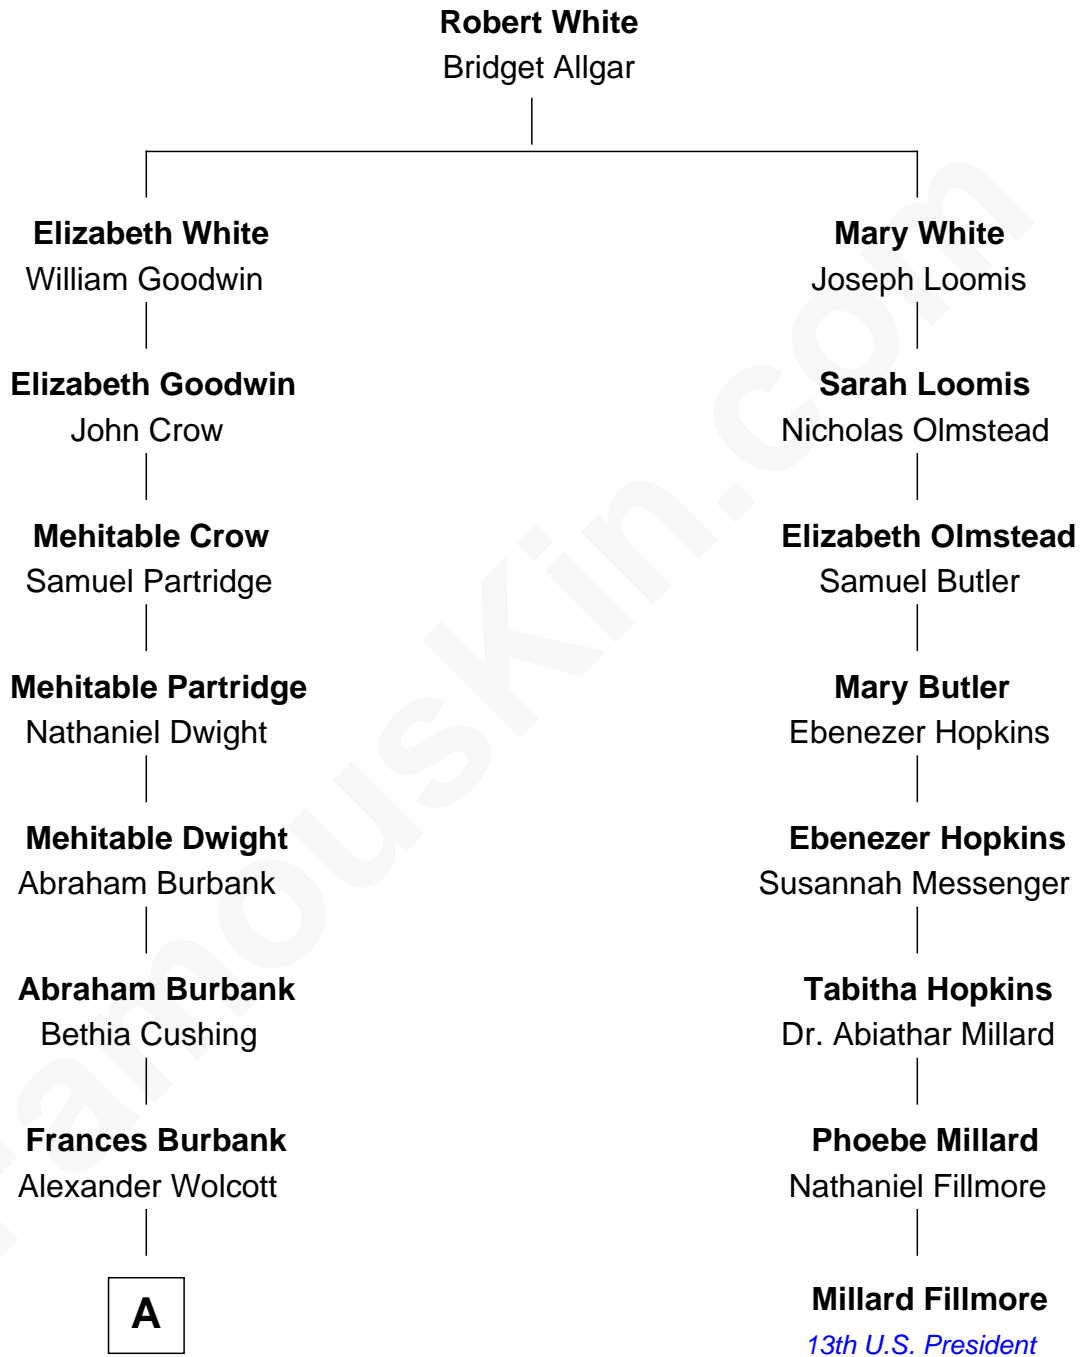 Robert White
Bridget Allgar
Elizabeth White
William Goodwin
Mary White
Joseph Loomis
Elizabeth Goodwin
John Crow
Sarah Loomis
Nicholas Olmstead
Mehitable Crow
Samuel Partridge
Elizabeth Olmstead
Samuel Butler
Mehitable Partridge
Nathaniel Dwight
Mary Butler
Ebenezer Hopkins
Mehitable Dwight
Abraham Burbank
Ebenezer Hopkins
Susannah Messenger
Abraham Burbank
Bethia Cushing
Tabitha Hopkins
Dr. Abiathar Millard
Frances Burbank
Alexander Wolcott
Phoebe Millard
Nathaniel Fillmore
A
Millard Fillmore
13th U.S. President
FamousKin.com